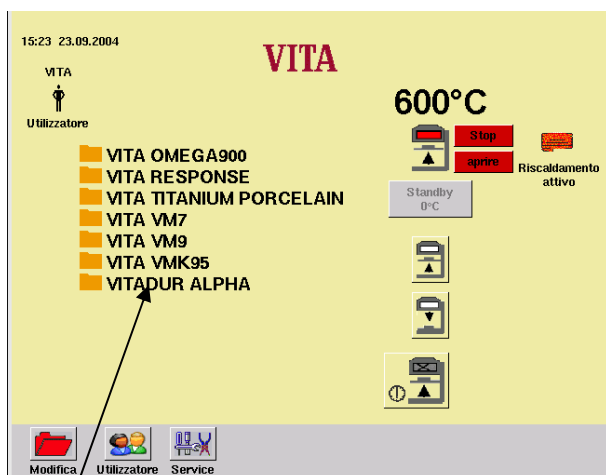 15:23 23.09.2004
VITA
VITA
Utilizzatore
600°C
Stop
aprire
Riscaldamento
attivo
Standby
0°C
VITA OMEGA900
VITA RESPONSE
VITA TITANIUM PORCELAIN
VITA VM7
VITA VM9
VITA VMK95
VITADUR ALPHA
Modifica
Utilizzatore
Service